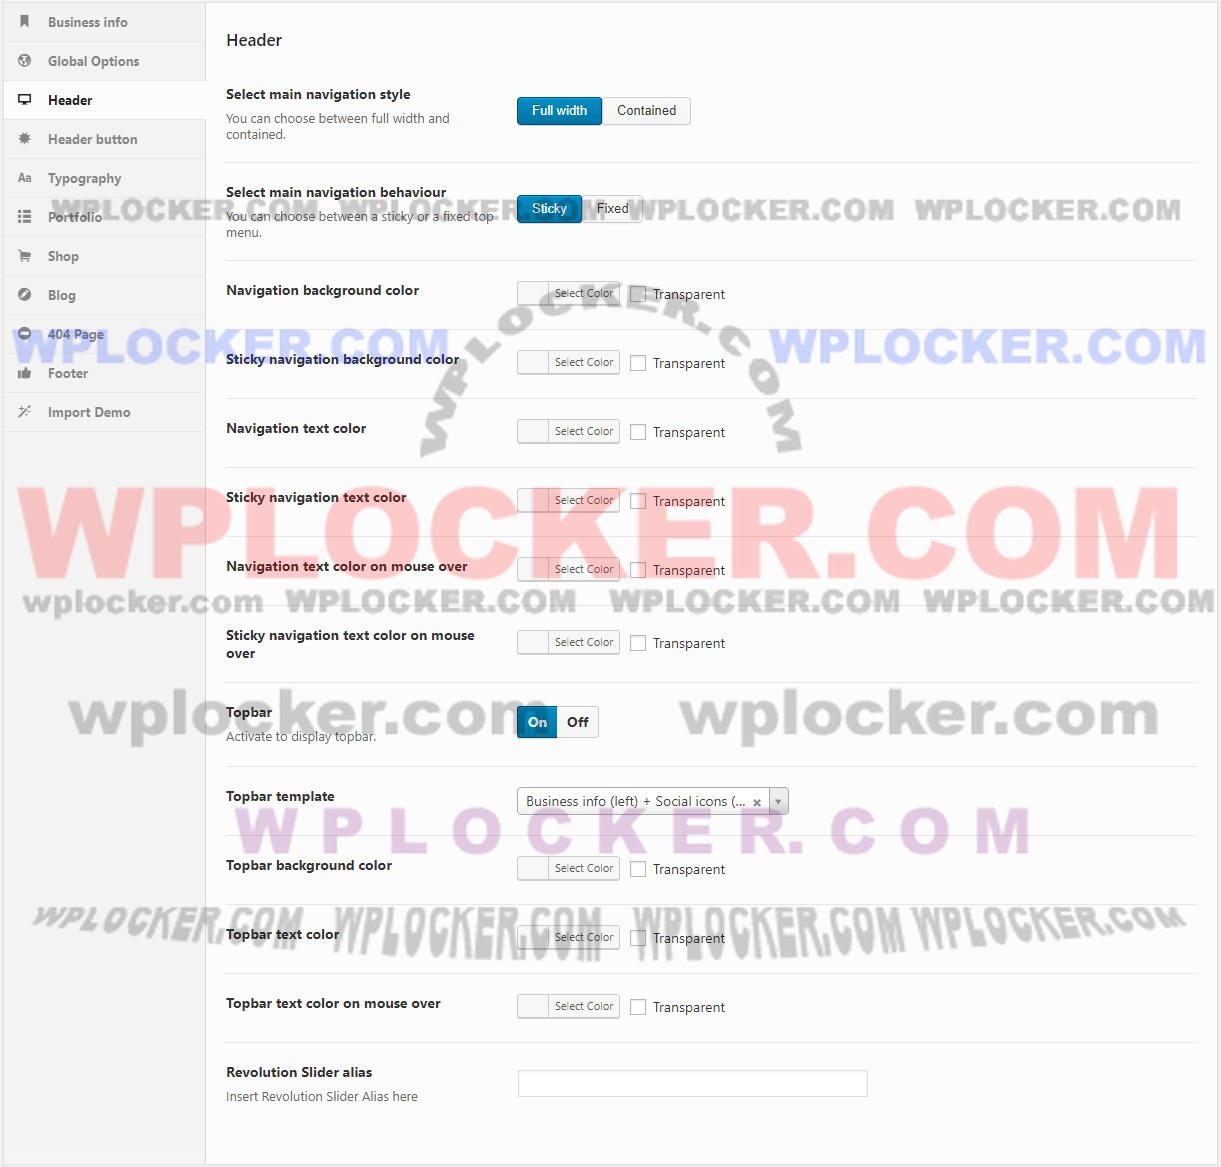 Business info
Global Options
Header
Header button
Typography
Portfolio
Shop
Blog
404 Page
Footer
Import Demo
Header
Select main navigation style
You can choose between full width and
contained.
Full width Contained
Select main navigation behaviour
You can choose between a sticky or a fixed top
menu.
Sticky Fixed
WPLOCKER.COM WPLOCKER.COM WPLOCKER.COM WPLOCKER.COM
Navigation background color
Select Color Transparent
WPLOCKER.COM
WPLOCKER.COM WPLOCKER.COM
Sticky navigation background color
Select Color Transparent
Navigation text color
Select Color Transparent
Sticky navigation text color
Select Color Transparent
WPLOCKER.COM
Navigation text color on mouse over
Select Color Transparent
wplocker.com WPLOCKER.COM WPLOCKER.COM WPLOCKER.COM
Sticky navigation text color on mouse
over
Select Color Transparent
wplocker.com wplocker.com
Topbar
Activate to display topbar.
On Off
Topbar template
Business info (left) + Social icons (... ×
WPLOCKER.COM
Topbar background color
Select Color Transparent
WPLOCKER.COM WPLOCKER.COM WPLOCKER.COM WPLOCKER.COM
Topbar text color
Select Color Transparent
Topbar text color on mouse over
Select Color Transparent
Revolution Slider alias
Insert Revolution Slider Alias here